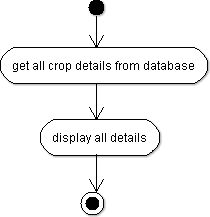 get all crop details from database
display all details